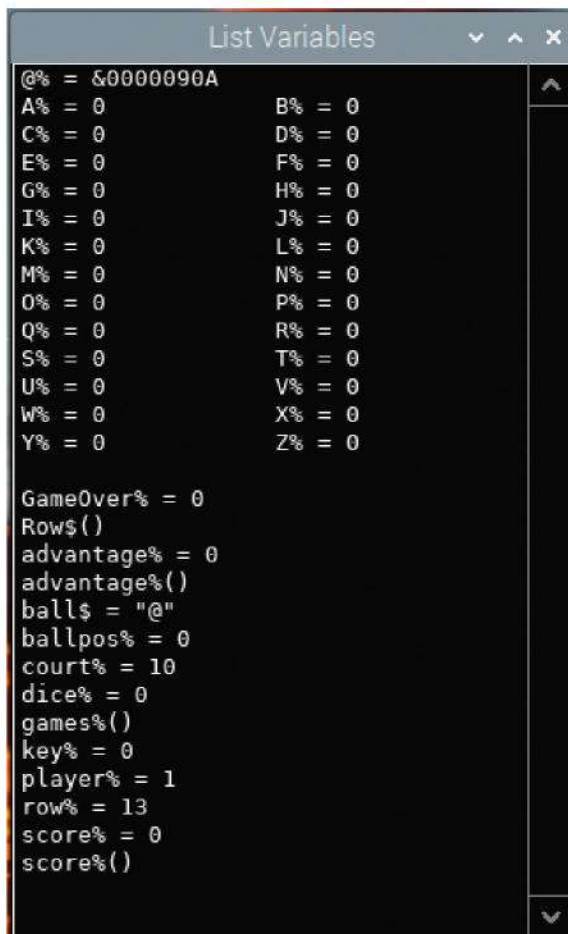 List Variables
@% = &0000090A
A% = 0 B% = 0
C% = 0 D% = 0
E% = 0 F% = 0
G% = 0 H% = 0
I% = 0 J% = 0
K% = 0 L% = 0
M% = 0 N% = 0
O% = 0 P% = 0
Q% = 0 R% = 0
S% = 0 T% = 0
U% = 0 V% = 0
W% = 0 X% = 0
Y% = 0 Z% = 0
GameOver% = 0
Row$()
advantage% = 0
advantage%()
ball$ = "@"
ballpos% = 0
court% = 10
dice% = 0
games%()
key% = 0
player% = 1
row% = 13
score% = 0
score%()